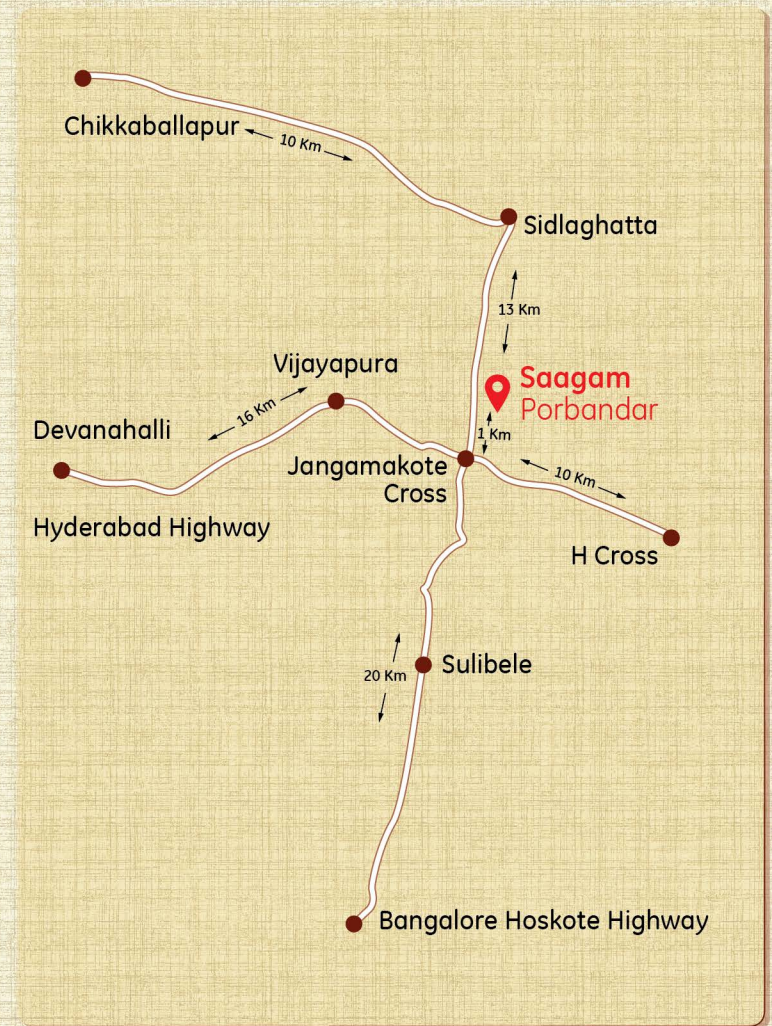 Chikkaballapur
10 Km
Sidlaghatta
13 Km
Vijayapura
Saagam
Porbandar
16 Km
Devanahalli
1 Km
Jangamakote
Cross
10 Km
Hyderabad Highway
H Cross
Sulibele
20 Km
Bangalore Hoskote Highway